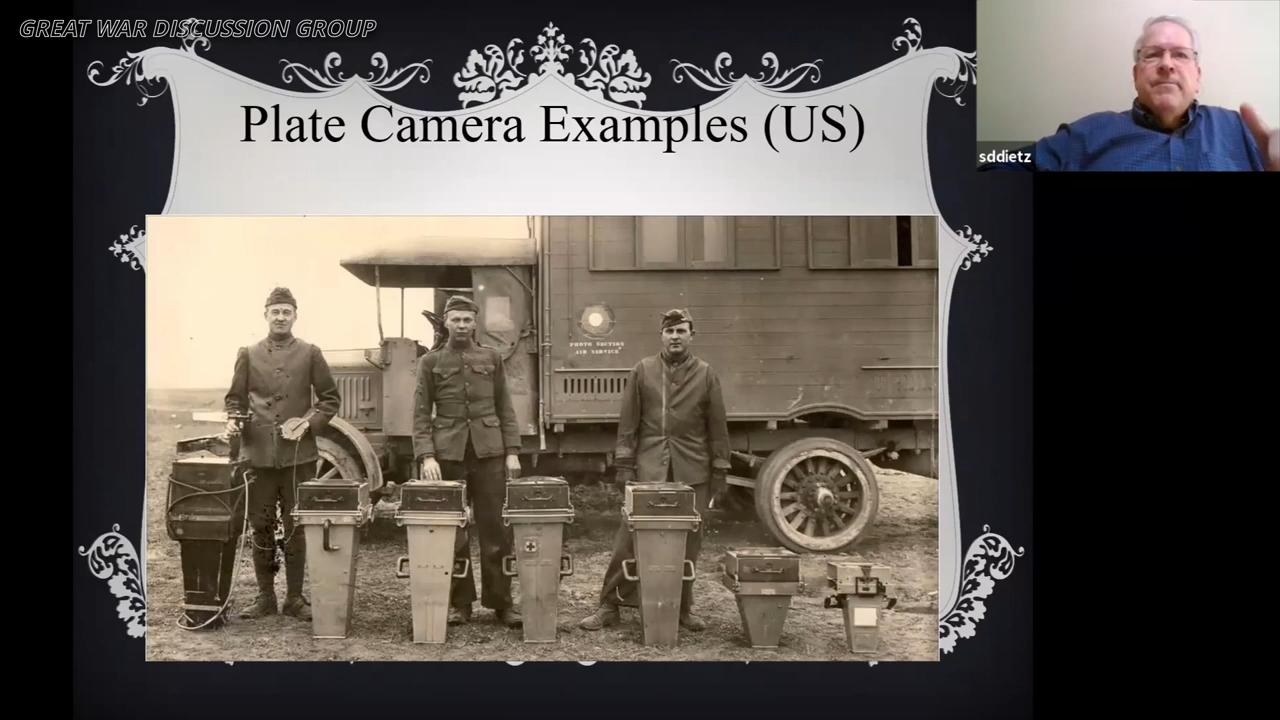 GREAT WAR DISCUSSION GROUP
Plate Camera Examples (US)
sddietz
PHOTO SECTION
AIR SERVICE